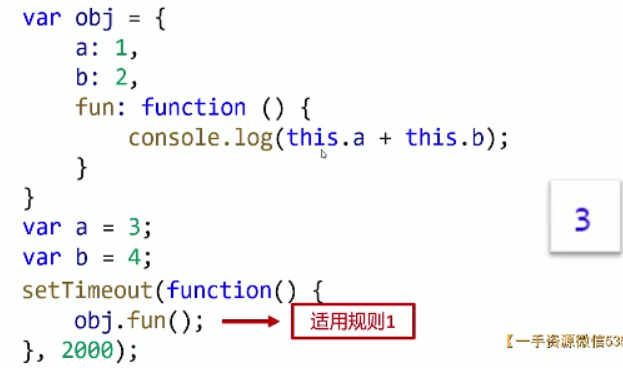 var obj = {
    a: 1,
    b: 2,
    fun: function () {
        console.log(this.a + this.b);
    }
}
var a = 3;
var b = 4;
setTimeout(function() {
    obj.fun(); 适用规则1
}, 2000);
3
【一手资源微信535